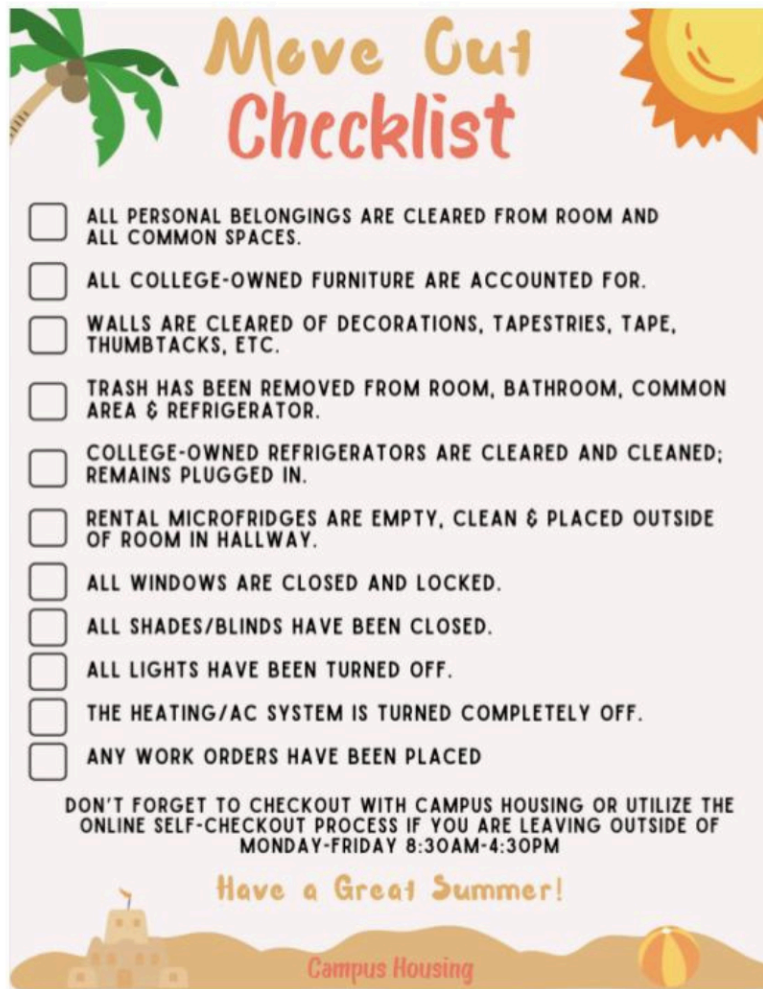 Move Out
Checklist
ALL PERSONAL BELONGINGS ARE CLEARED FROM ROOM AND
ALL COMMON SPACES.
ALL COLLEGE-OWNED FURNITURE ARE ACCOUNTED FOR.
WALLS ARE CLEARED OF DECORATIONS, TAPESTRIES, TAPE,
THUMBTACKS, ETC.
TRASH HAS BEEN REMOVED FROM ROOM, BATHROOM, COMMON
AREA & REFRIGERATOR.
COLLEGE-OWNED REFRIGERATORS ARE CLEARED AND CLEANED;
REMAINS PLUGGED IN.
RENTAL MICROFRIDGES ARE EMPTY, CLEAN & PLACED OUTSIDE
OF ROOM IN HALLWAY.
ALL WINDOWS ARE CLOSED AND LOCKED.
ALL SHADES/BLINDS HAVE BEEN CLOSED.
ALL LIGHTS HAVE BEEN TURNED OFF.
THE HEATING/AC SYSTEM IS TURNED COMPLETELY OFF.
ANY WORK ORDERS HAVE BEEN PLACED
DON'T FORGET TO CHECKOUT WITH CAMPUS HOUSING OR UTILIZE THE
ONLINE SELF-CHECKOUT PROCESS IF YOU ARE LEAVING OUTSIDE OF
MONDAY-FRIDAY 8:30AM-4:30PM
Have a Great Summer!
Campus Housing